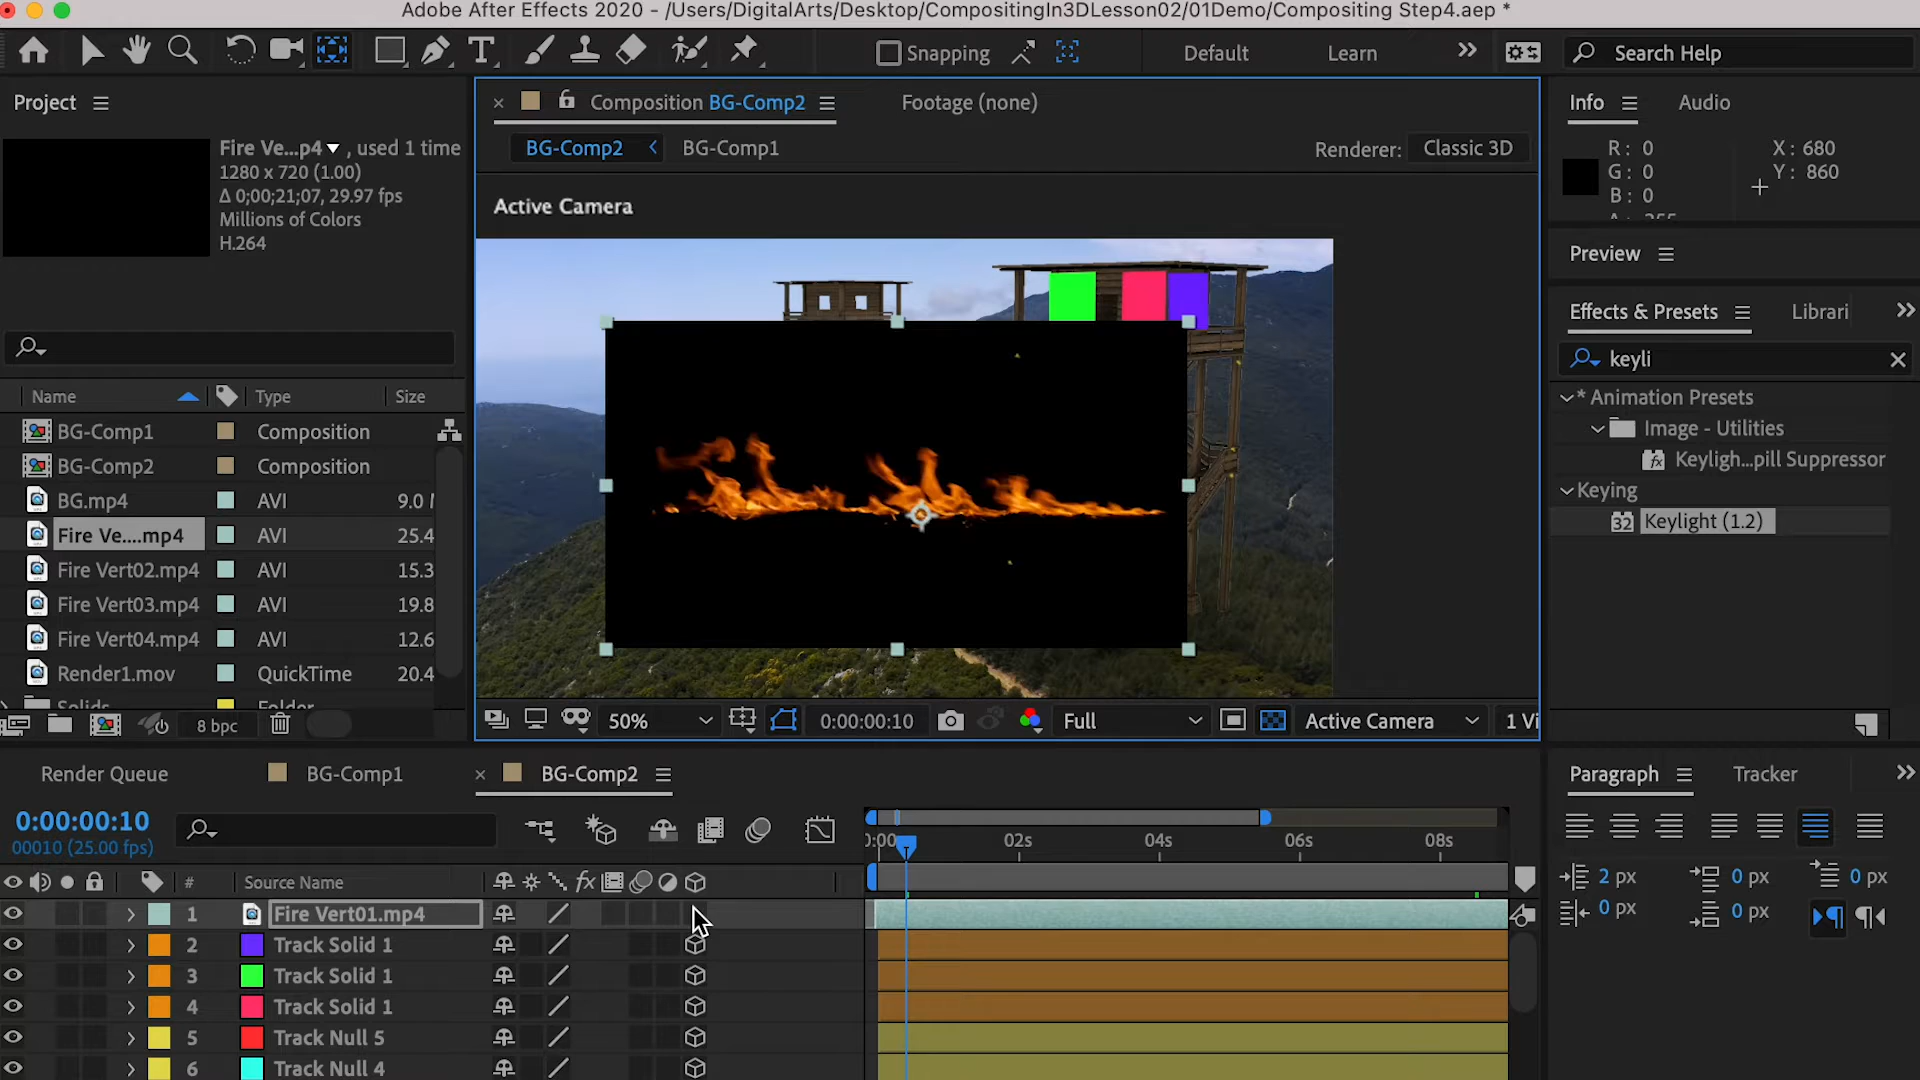 Adobe After Effects 2020 - /Users/DigitalArts/Desktop/CompositingIn3DLesson02/01Demo/Compositing Step4.aep *
Snapping
Default
Learn
Search Help
Project
Fire Ve...p4 , used 1 time
1280 x 720 (1.00)
Δ 0;00;21;07, 29.97 fps
Millions of Colors
H.264
Name
Type
Size
BG-Comp1
Composition
BG-Comp2
Composition
BG.mp4
AVI
9.0
Fire Ve....mp4
AVI
25.4
Fire Vert02.mp4
AVI
15.3
Fire Vert03.mp4
AVI
19.8
Fire Vert04.mp4
AVI
12.6
Render1.mov
QuickTime
20.4
Solids
Folder
8 bpc
Composition BG-Comp2
Footage (none)
BG-Comp2
BG-Comp1
Renderer:
Classic 3D
Active Camera
50%
0:00:00:10
Full
Active Camera
1 Vi
Info
Audio
R: 0
G: 0
B: 0
X: 680
Y: 860
Preview
Effects & Presets
Librari
keyli
* Animation Presets
Image - Utilities
Keyligh...pill Suppressor
Keying
32
Keylight (1.2)
Render Queue
BG-Comp1
BG-Comp2
0:00:00:10
00010 (25.00 fps)
02s
04s
06s
08s
#
Source Name
fx
1
Fire Vert01.mp4
2
Track Solid 1
3
Track Solid 1
4
Track Solid 1
5
Track Null 5
6
Track Null 4
Paragraph
Tracker
2 px
0 px
0 px
0 px
0 px